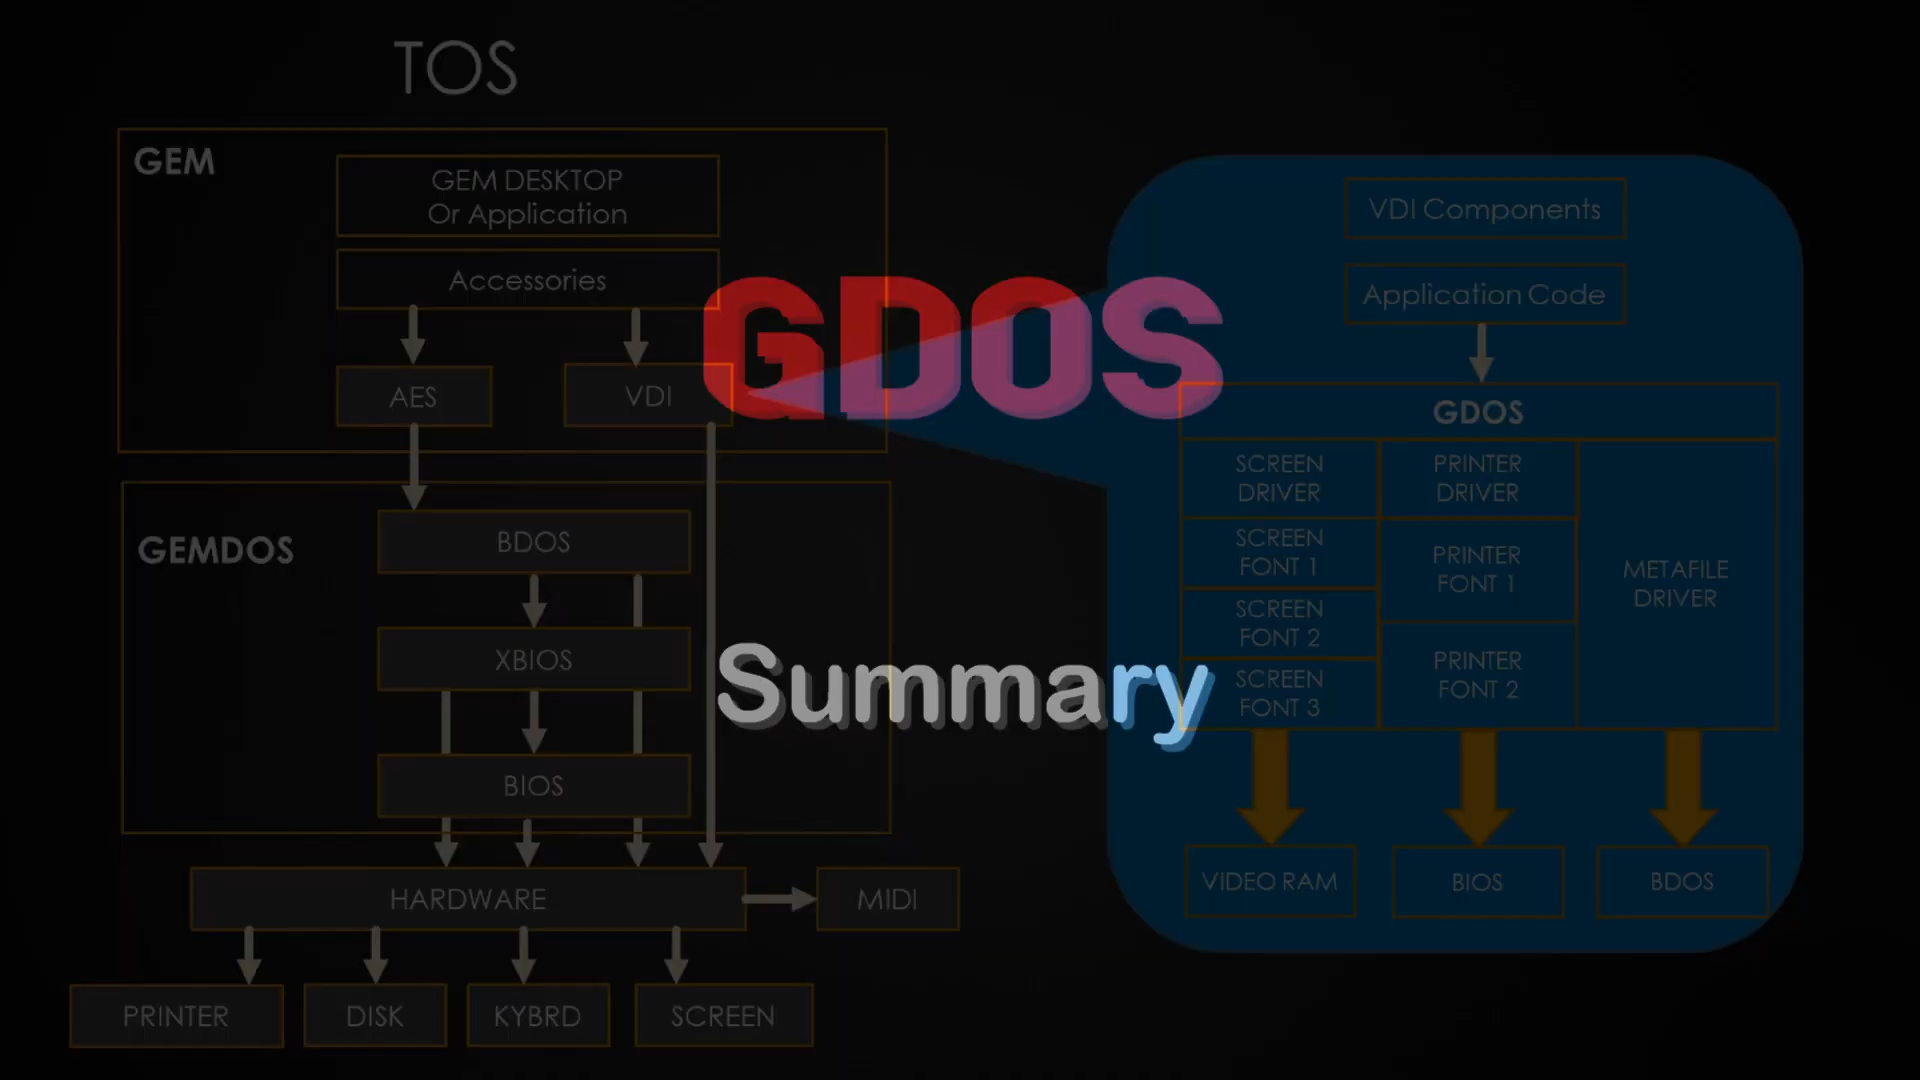 TOS
GEM
GEM DESKTOP
Or Application
Accessories
AES
VDI
GEMDOS
BDOS
XBIOS
BIOS
HARDWARE
MIDI
PRINTER
DISK
KYBRD
SCREEN
GDOS
Summary
VDI Components
Application Code
GDOS
SCREEN
DRIVER
SCREEN
FONT 1
SCREEN
FONT 2
SCREEN
FONT 3
PRINTER
DRIVER
PRINTER
FONT 1
PRINTER
FONT 2
METAFILE
DRIVER
VIDEO RAM
BIOS
BDOS